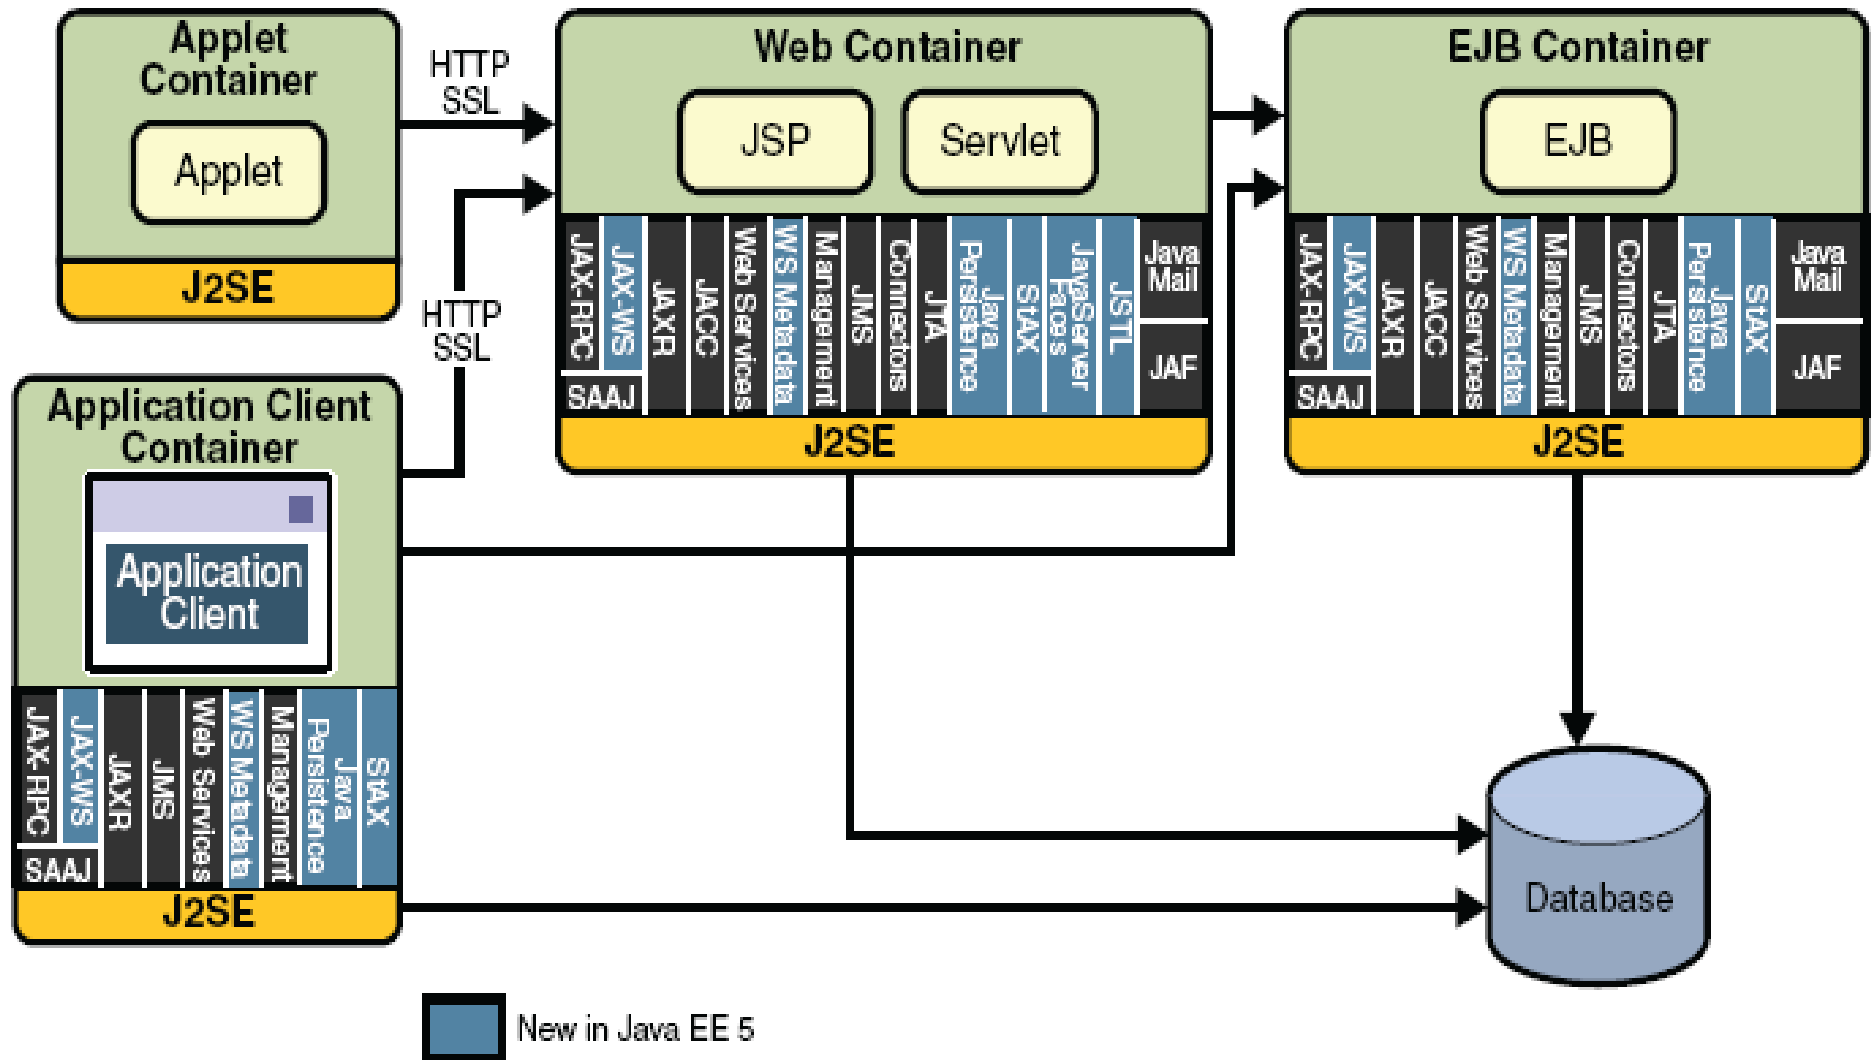 Applet
Container
Applet
J2SE
HTTP
SSL
HTTP
SSL
Web Container
JSP
Servlet
JAX-RPC
JAX-WS
SAAJ
JAXR
JACC
Web Services
WS Metadata
Management
JMS
Connectors
JTA
Java
Persistence
StAX
JavaServer
Faces
JSTL
Java
Mail
JAF
J2SE
EJB Container
EJB
JAX-RPC
JAX-WS
SAAJ
JAXR
JACC
Web Services
WS Metadata
Management
JMS
Connectors
JTA
Java
Persistence
StAX
Java
Mail
JAF
J2SE
Application Client
Container
Application
Client
JAX-RPC
JAX-WS
SAAJ
JAXR
JMS
Web Services
WS Metadata
Management
Java
Persistence
StAX
J2SE
Database
New in Java EE 5